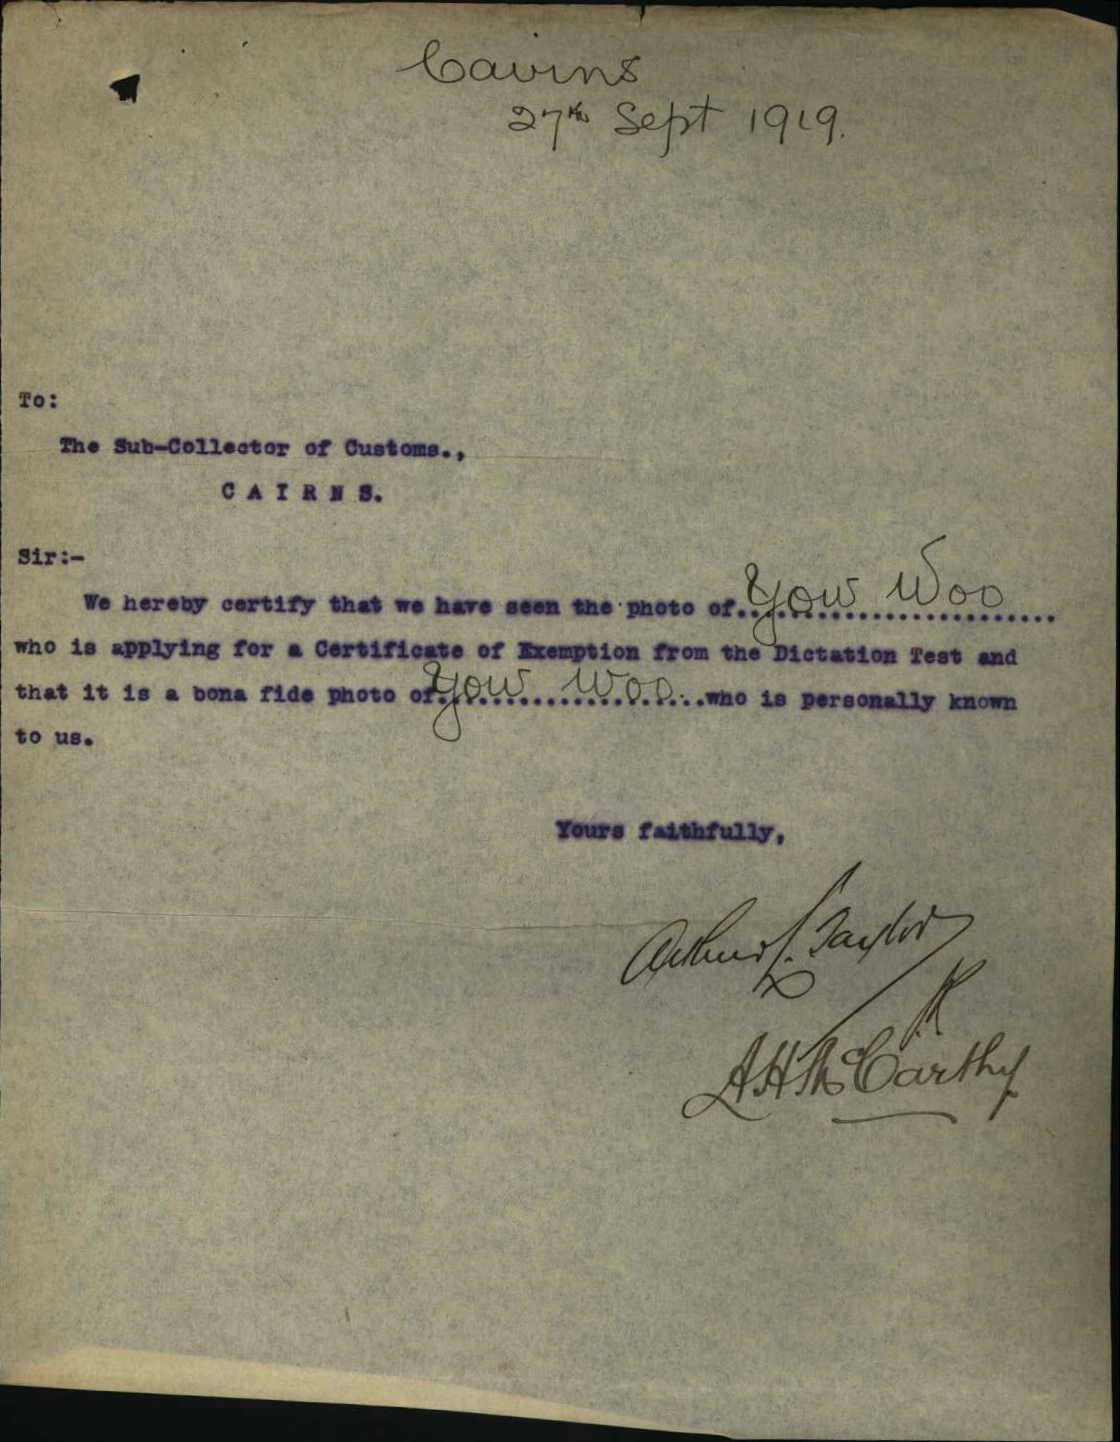 Cairns
27th Sept 1919.
To:
The Sub-Collector of Customs.,
C A I R N S.
Sir:-
We hereby certify that we have seen the photo of..Yow Woo......................
who is applying for a Certificate of Exemption from the Dictation Test and
that it is a bona fide photo of..Yow Woo..................who is personally known
to us.
Yours faithfully,
Arthur J. Taylor
A H McCarthy